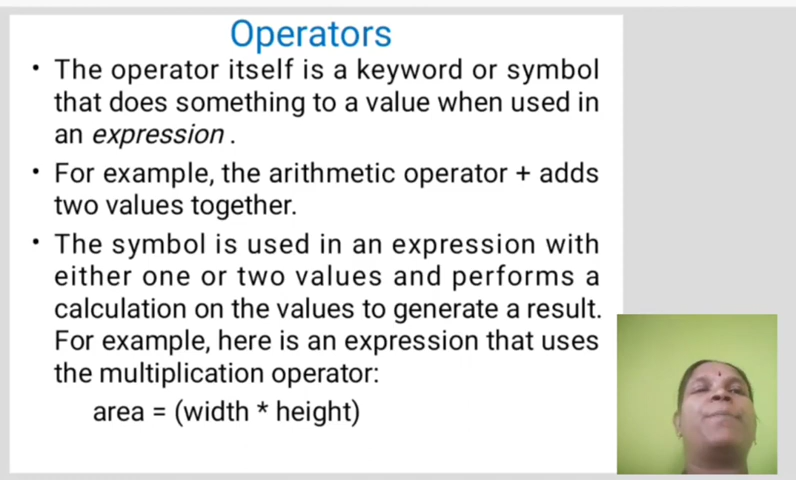 Operators
• The operator itself is a keyword or symbol
that does something to a value when used in
an expression .
• For example, the arithmetic operator + adds
two values together.
• The symbol is used in an expression with
either one or two values and performs a
calculation on the values to generate a result.
For example, here is an expression that uses
the multiplication operator:
area = (width * height)